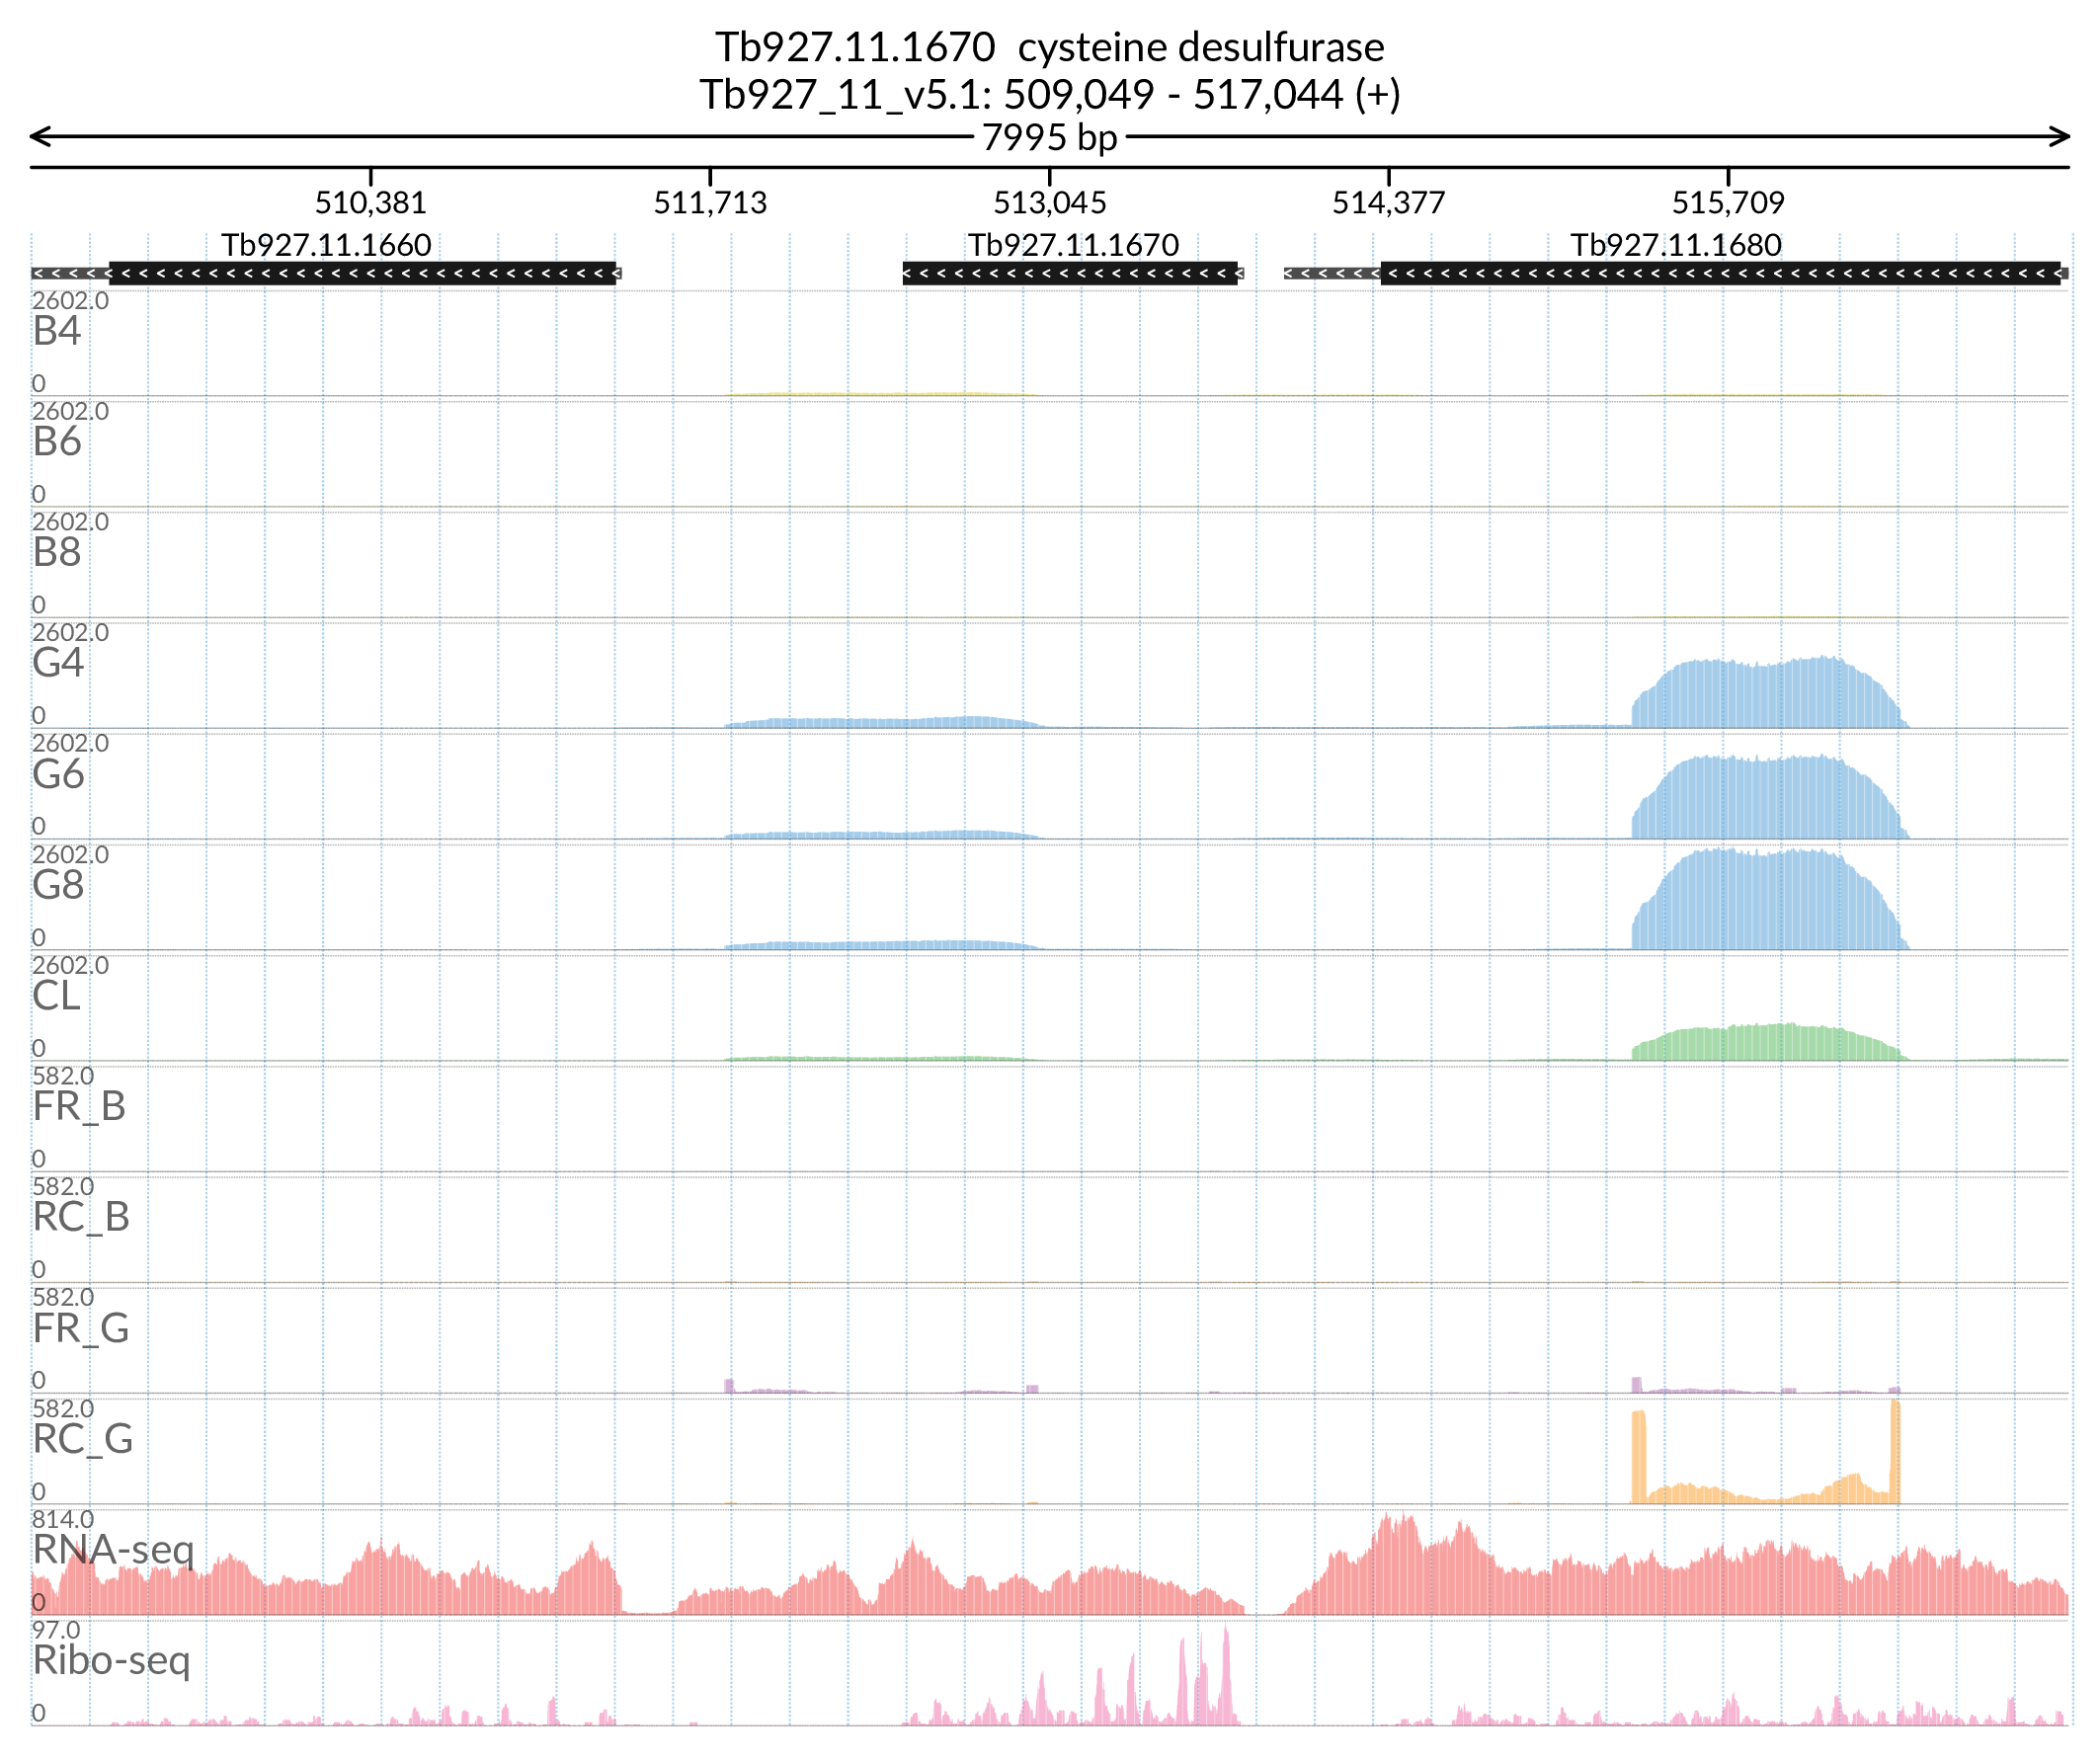 Tb927.11.1670  cysteine desulfurase
Tb927_11_v5.1: 509,049 - 517,044 (+)
7995 bp
510,381 511,713 513,045 514,377 515,709
Tb927.11.1660 Tb927.11.1670 Tb927.11.1680
2602.0
B4
0
2602.0
B6
0
2602.0
B8
0
2602.0
G4
0
2602.0
G6
0
2602.0
G8
0
2602.0
CL
0
582.0
FR_B
0
582.0
RC_B
0
582.0
FR_G
0
582.0
RC_G
0
814.0
RNA-seq
0
97.0
Ribo-seq
0